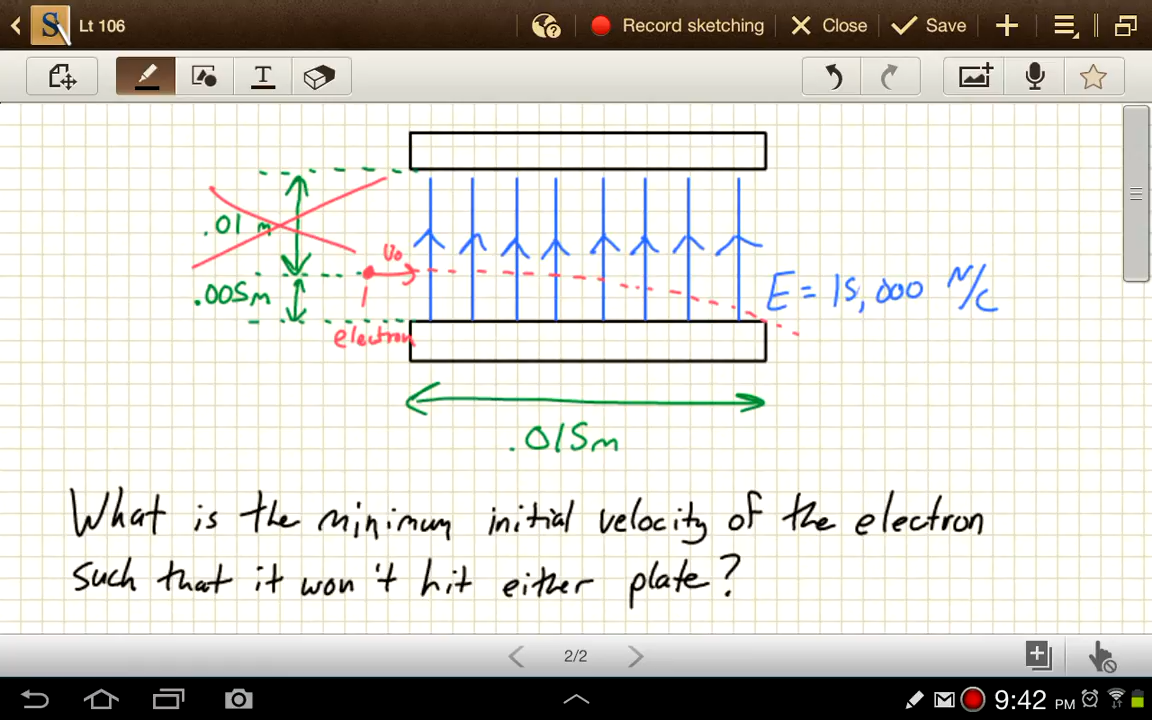 S Lt 106
Record sketching
Close
Save
T
.01 m
v₀
.005m
electron
E = 15,000 N/C
.015m
What is the minimum initial velocity of the electron
such that it won't hit either plate?
2/2
9:42 PM